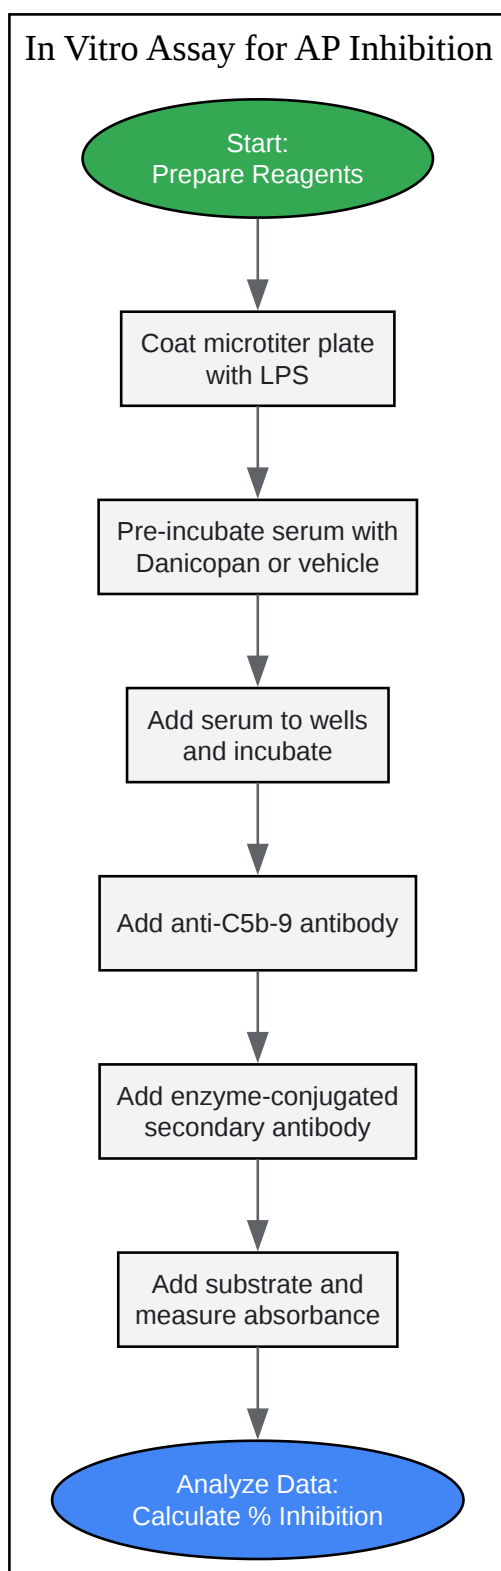 In Vitro Assay for AP Inhibition
Start:
Prepare Reagents
Coat microtiter plate
with LPS
Pre-incubate serum with
Danicopan or vehicle
Add serum to wells
and incubate
Add anti-C5b-9 antibody
Add enzyme-conjugated
secondary antibody
Add substrate and
measure absorbance
Analyze Data:
Calculate % Inhibition